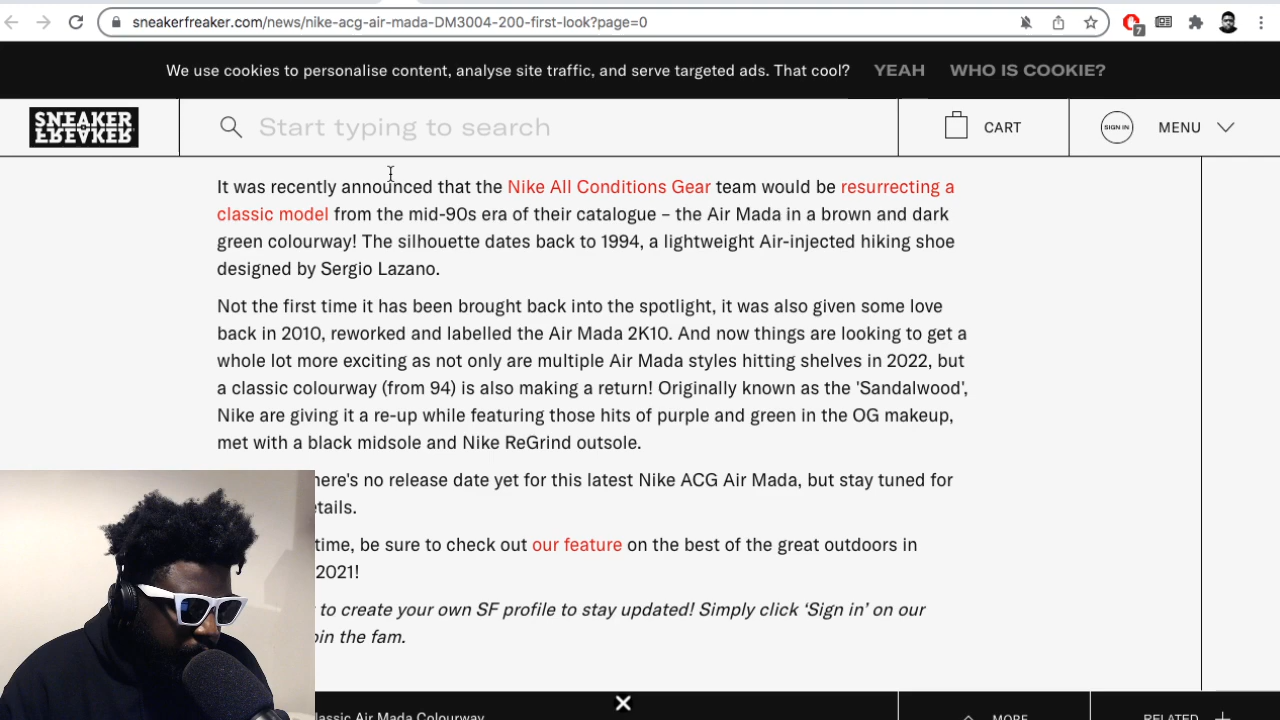 sneakerfreaker.com/news/nike-acg-air-mada-DM3004-200-first-look?page=0
7
We use cookies to personalise content, analyse site traffic, and serve targeted ads. That cool? YEAH WHO IS COOKIE?
SNEAKER
FREAKER
Start typing to search
CART
SIGN IN
MENU
It was recently announced that the Nike All Conditions Gear team would be resurrecting a
classic model from the mid-90s era of their catalogue – the Air Mada in a brown and dark
green colourway! The silhouette dates back to 1994, a lightweight Air-injected hiking shoe
designed by Sergio Lazano.
Not the first time it has been brought back into the spotlight, it was also given some love
back in 2010, reworked and labelled the Air Mada 2K10. And now things are looking to get a
whole lot more exciting as not only are multiple Air Mada styles hitting shelves in 2022, but
a classic colourway (from 94) is also making a return! Originally known as the 'Sandalwood',
Nike are giving it a re-up while featuring those hits of purple and green in the OG makeup,
met with a black midsole and Nike ReGrind outsole.
here's no release date yet for this latest Nike ACG Air Mada, but stay tuned for
etails.
time, be sure to check out our feature on the best of the great outdoors in
2021!
to create your own SF profile to stay updated! Simply click ‘Sign in’ on our
oin the fam.
lassic Air Mada Colourway
MORE
RELATED